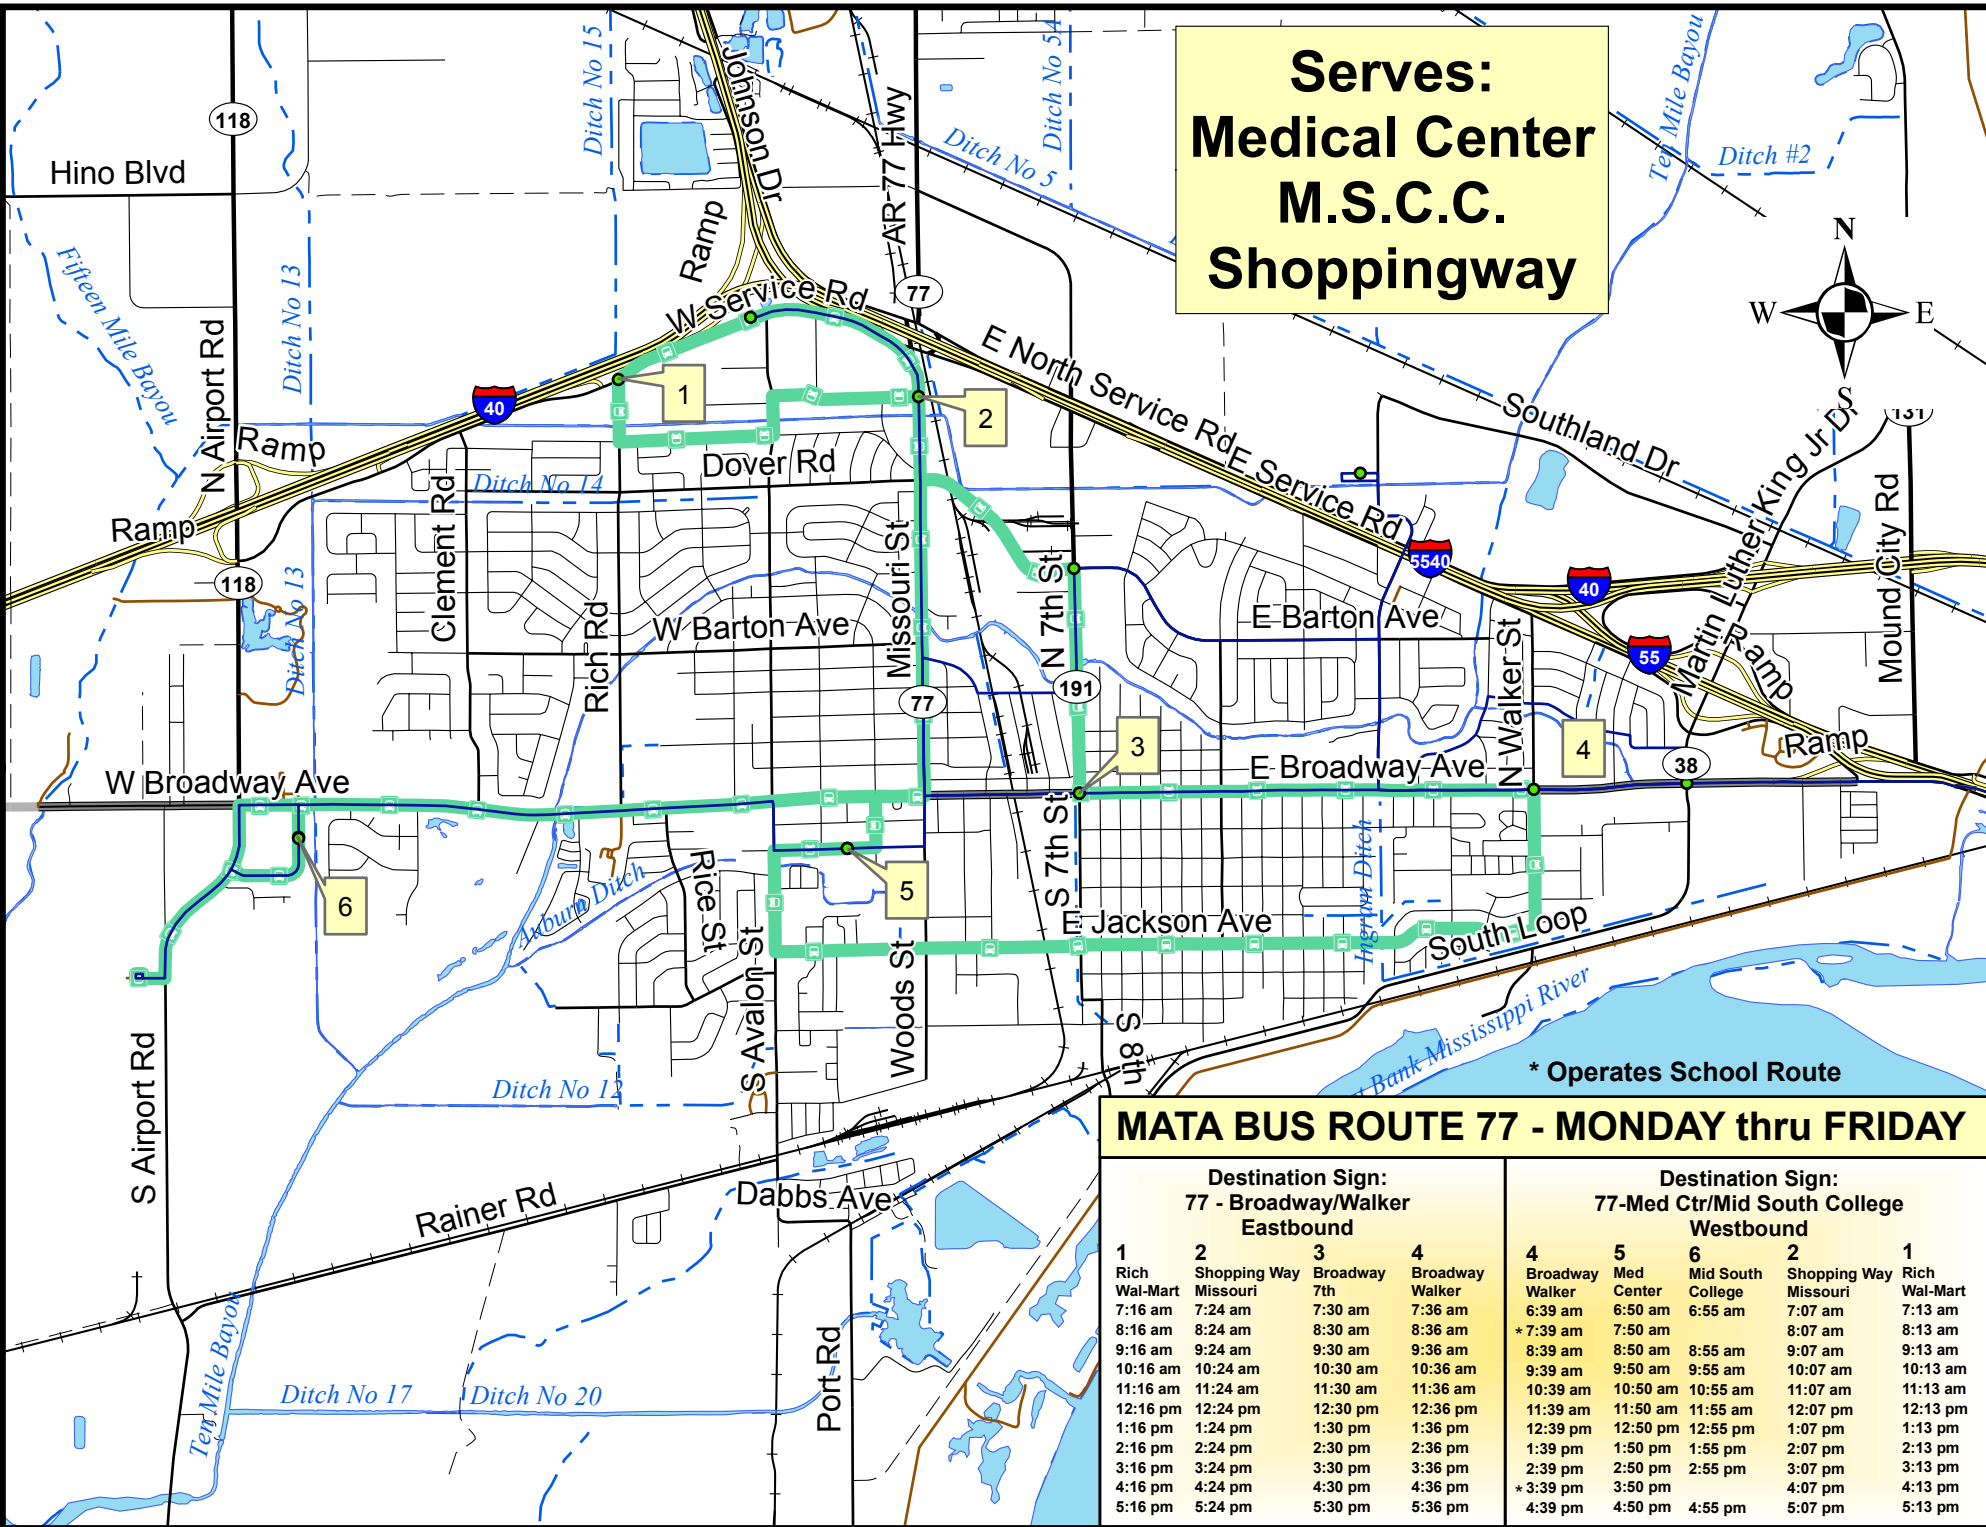 Serves:
Medical Center
M.S.C.C.
Shoppingway
Ditch No 15
Johnson Dr
Ditch No 5A
Ten Mile Bayou
118
AR 77 Hwy
Ditch No 5
Ditch #2
Hino Blvd
Ramp
N
W
E
S
Fifteen Mile Bayou
Ditch No 13
77
W Service Rd
N Airport Rd
E North Service Rd
1
40
2
Southland Dr
131
Ramp
Dover Rd
E Service Rd
Martin Luther King Jr Dr
Mound City Rd
Ditch No 14
Ramp
Clement Rd
Missouri St
5540
40
118
Ditch No 13
N 7th St
Rich Rd
W Barton Ave
E Barton Ave
N Walker St
55
Ramp
77
191
3
4
W Broadway Ave
E Broadway Ave
38
Ramp
S 7th St
Ingram Ditch
Rice St
Auburn Ditch
5
6
E Jackson Ave
South Loop
S Avalon St
Woods St
S 8th
Bank Mississippi River
S Airport Rd
Ditch No 12
* Operates School Route
Rainer Rd
Dabbs Ave
Ten Mile Bayou
Ditch No 17
Ditch No 20
Port Rd
MATA BUS ROUTE 77 - MONDAY thru FRIDAY
Destination Sign:
77 - Broadway/Walker
Eastbound
1 2 3 4
Rich Shopping Way Broadway Broadway
Wal-Mart Missouri 7th Walker
7:16 am 7:24 am 7:30 am 7:36 am
8:16 am 8:24 am 8:30 am 8:36 am
9:16 am 9:24 am 9:30 am 9:36 am
10:16 am 10:24 am 10:30 am 10:36 am
11:16 am 11:24 am 11:30 am 11:36 am
12:16 pm 12:24 pm 12:30 pm 12:36 pm
1:16 pm 1:24 pm 1:30 pm 1:36 pm
2:16 pm 2:24 pm 2:30 pm 2:36 pm
3:16 pm 3:24 pm 3:30 pm 3:36 pm
4:16 pm 4:24 pm 4:30 pm 4:36 pm
5:16 pm 5:24 pm 5:30 pm 5:36 pm
Destination Sign:
77-Med Ctr/Mid South College
Westbound
4 5 6 2 1
Broadway Med Mid South Shopping Way Rich
Walker Center College Missouri Wal-Mart
6:39 am 6:50 am 6:55 am 7:07 am 7:13 am
* 7:39 am 7:50 am 8:07 am 8:13 am
8:39 am 8:50 am 8:55 am 9:07 am 9:13 am
9:39 am 9:50 am 9:55 am 10:07 am 10:13 am
10:39 am 10:50 am 10:55 am 11:07 am 11:13 am
11:39 am 11:50 am 11:55 am 12:07 pm 12:13 pm
12:39 pm 12:50 pm 12:55 pm 1:07 pm 1:13 pm
1:39 pm 1:50 pm 1:55 pm 2:07 pm 2:13 pm
2:39 pm 2:50 pm 2:55 pm 3:07 pm 3:13 pm
* 3:39 pm 3:50 pm 4:07 pm 4:13 pm
4:39 pm 4:50 pm 4:55 pm 5:07 pm 5:13 pm